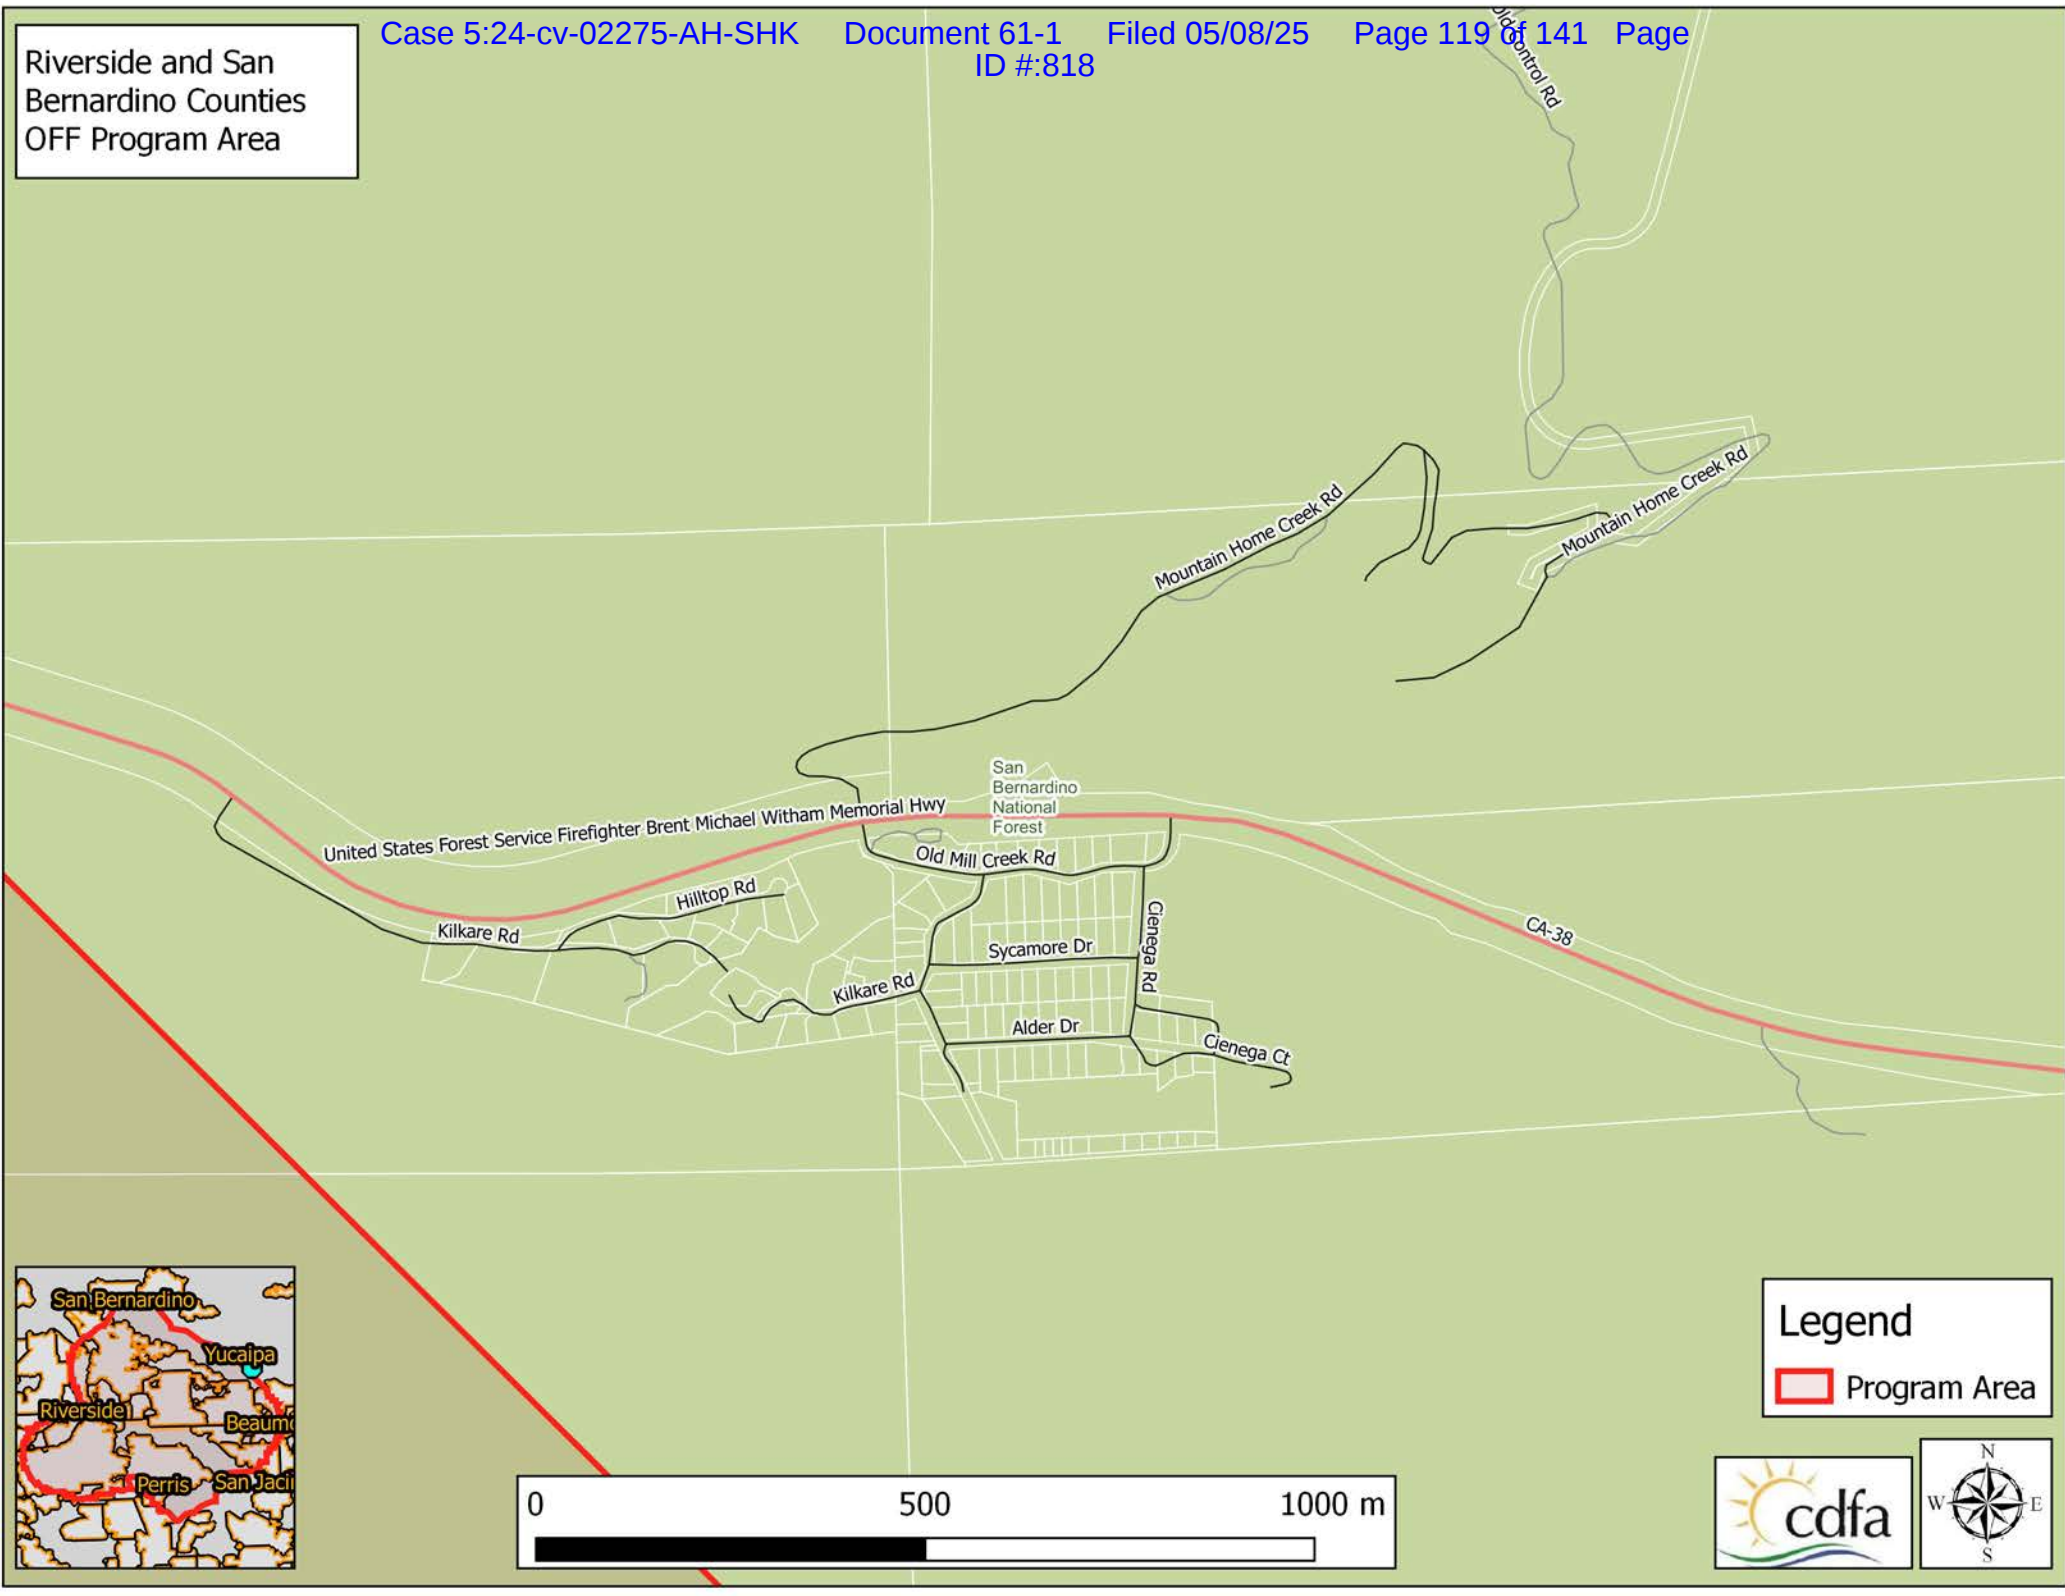 Case 5:24-cv-02275-AH-SHK Document 61-1 Filed 05/08/25 Page 119 of 141 Page
ID #:818
Riverside and San
Bernardino Counties
OFF Program Area
Old Control Rd
Mountain Home Creek Rd
Mountain Home Creek Rd
San
Bernardino
National
Forest
United States Forest Service Firefighter Brent Michael Witham Memorial Hwy
Old Mill Creek Rd
Hilltop Rd
Kilkare Rd
Cienega Rd
CA-38
Sycamore Dr
Kilkare Rd
Alder Dr
Cienega Ct
San Bernardino
Yucaipa
Riverside
Beaumo
Perris
San Jaci
0 500 1000 m
Legend
Program Area
cdfa
N
W E
S